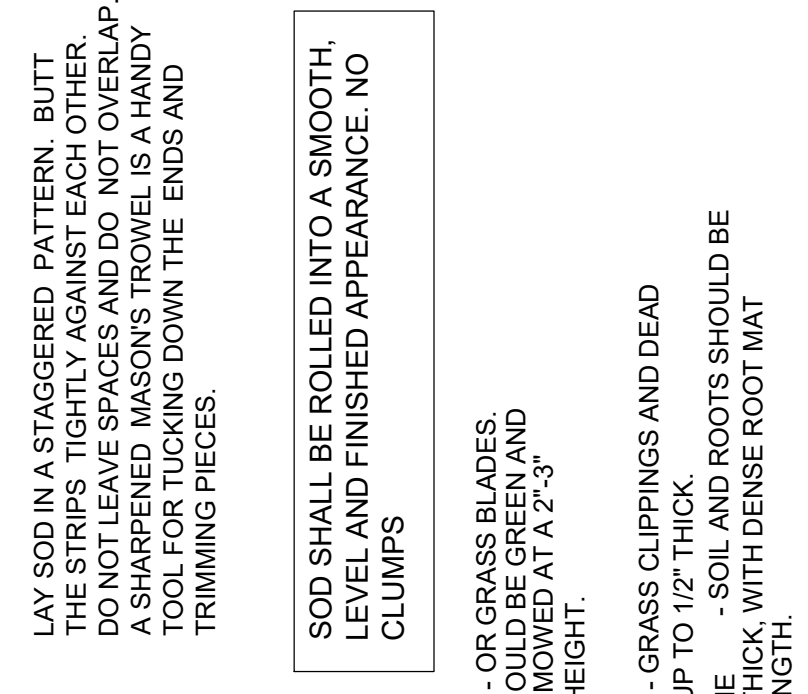 LAY SOD IN A STAGGERED PATTERN. BUTT
THE STRIPS TIGHTLY AGAINST EACH OTHER.
DO NOT LEAVE SPACES AND DO NOT OVERLAP.
A SHARPENED MASON'S TROWEL IS A HANDY
TOOL FOR TUCKING DOWN THE ENDS AND
TRIMMING PIECES.
SOD SHALL BE ROLLED INTO A SMOOTH,
LEVEL AND FINISHED APPEARANCE. NO
CLUMPS
- OR GRASS BLADES.
OULD BE GREEN AND
MOWED AT A 2"-3"
HEIGHT.
- GRASS CLIPPINGS AND DEAD
UP TO 1/2" THICK.
- SOIL AND ROOTS SHOULD BE
THICK, WITH DENSE ROOT MAT
NGTH.